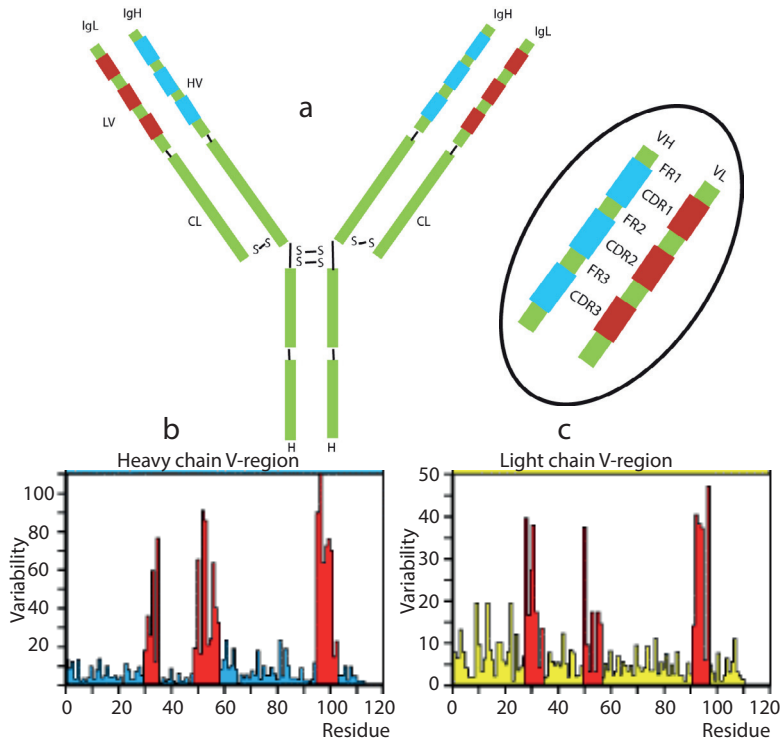 IgL
IgH
IgH
IgL
HV
LV
a
CL
CL
S S
S S
S S
S S
H
H
VH
VL
FR1
CDR1
FR2
CDR2
FR3
CDR3
b
Heavy chain V-region
Variability
100
80
60
40
20
0 20 40 60 80 100 120
Residue
c
Light chain V-region
Variability
50
40
30
20
10
0
0 20 40 60 80 100 120
Residue